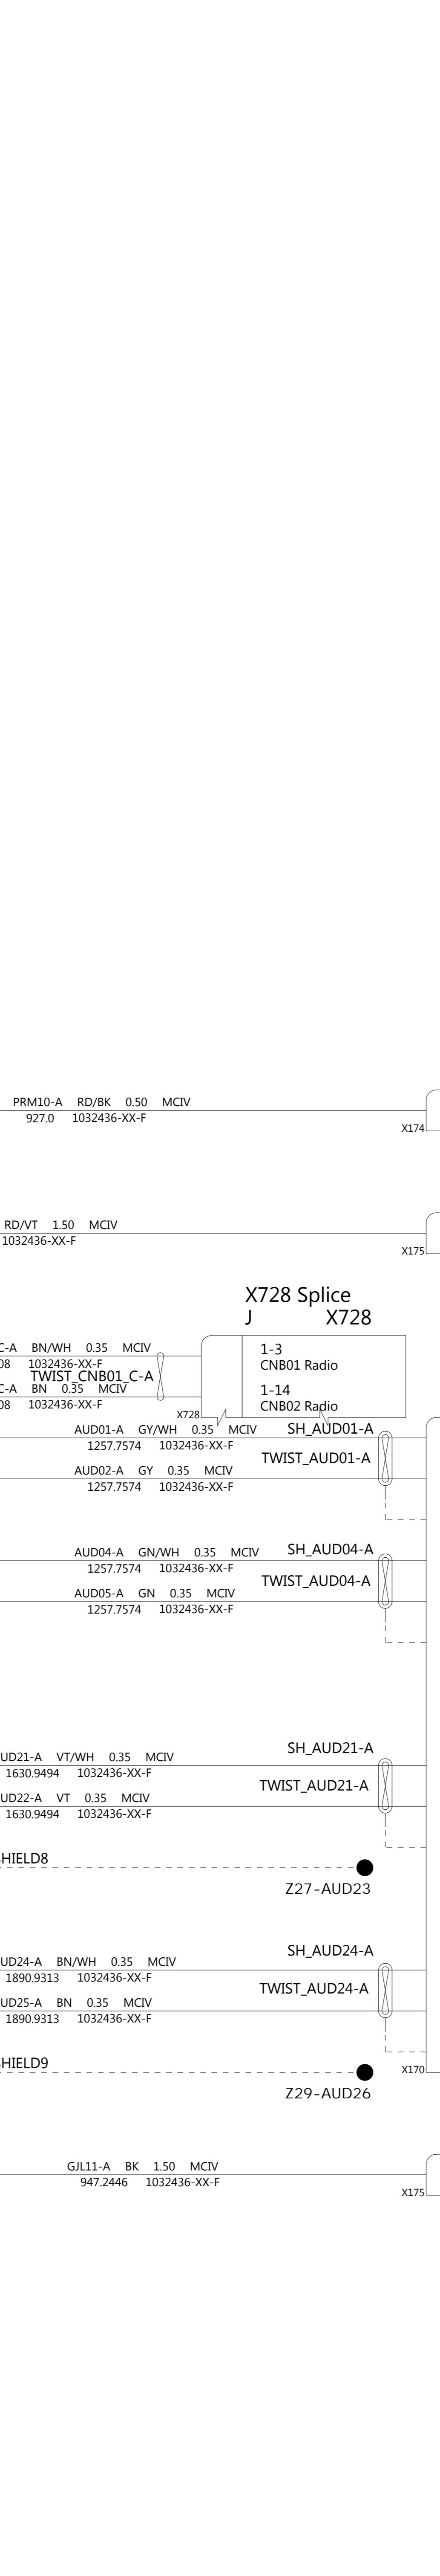 PRM10-A RD/BK 0.50 MCIV
927.0 1032436-XX-F
X174
RD/VT 1.50 MCIV
1032436-XX-F
X175
X728 Splice
J X728
C-A BN/WH 0.35 MCIV
08 1032436-XX-F
TWIST_CNB01_C-A
C-A BN 0.35 MCIV
08 1032436-XX-F
1-3
CNB01 Radio
1-14
CNB02 Radio
X728
AUD01-A GY/WH 0.35 MCIV
1257.7574 1032436-XX-F
SH_AUD01-A
TWIST_AUD01-A
AUD02-A GY 0.35 MCIV
1257.7574 1032436-XX-F
AUD04-A GN/WH 0.35 MCIV
1257.7574 1032436-XX-F
SH_AUD04-A
TWIST_AUD04-A
AUD05-A GN 0.35 MCIV
1257.7574 1032436-XX-F
SH_AUD21-A
UD21-A VT/WH 0.35 MCIV
1630.9494 1032436-XX-F
TWIST_AUD21-A
UD22-A VT 0.35 MCIV
1630.9494 1032436-XX-F
HIELD8
Z27-AUD23
SH_AUD24-A
UD24-A BN/WH 0.35 MCIV
1890.9313 1032436-XX-F
TWIST_AUD24-A
UD25-A BN 0.35 MCIV
1890.9313 1032436-XX-F
HIELD9
X170
Z29-AUD26
GJL11-A BK 1.50 MCIV
947.2446 1032436-XX-F
X175